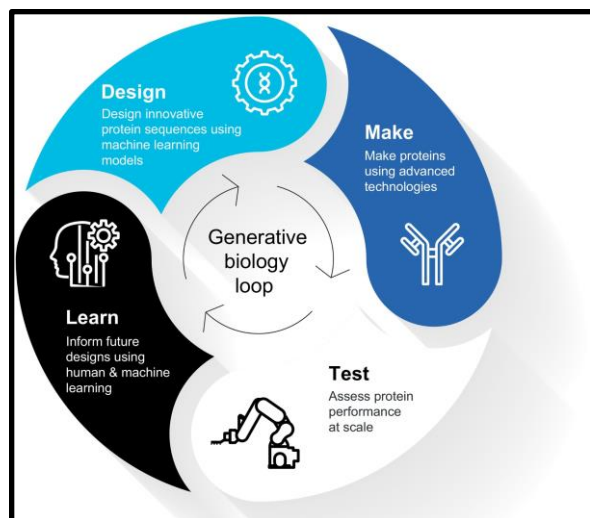 Design
Design innovative
protein sequences using
machine learning
models
Make
Make proteins
using advanced
technologies
Generative
biology
loop
Test
Assess protein
performance
at scale
Learn
Inform future
designs using
human & machine
learning